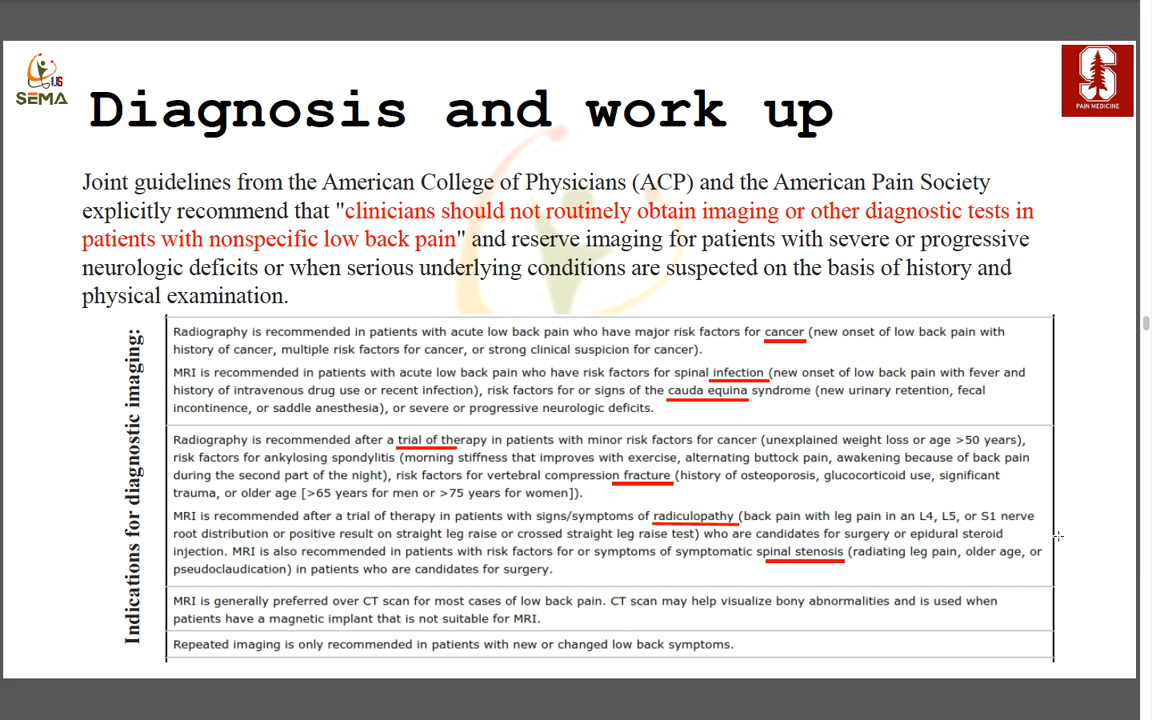 SEMA
US
S
PAIN MEDICINE
Diagnosis and work up
Joint guidelines from the American College of Physicians (ACP) and the American Pain Society
explicitly recommend that "clinicians should not routinely obtain imaging or other diagnostic tests in
patients with nonspecific low back pain" and reserve imaging for patients with severe or progressive
neurologic deficits or when serious underlying conditions are suspected on the basis of history and
physical examination.
Indications for diagnostic imaging:
Radiography is recommended in patients with acute low back pain who have major risk factors for cancer (new onset of low back pain with
history of cancer, multiple risk factors for cancer, or strong clinical suspicion for cancer).
MRI is recommended in patients with acute low back pain who have risk factors for spinal infection (new onset of low back pain with fever and
history of intravenous drug use or recent infection), risk factors for or signs of the cauda equina syndrome (new urinary retention, fecal
incontinence, or saddle anesthesia), or severe or progressive neurologic deficits.
Radiography is recommended after a trial of therapy in patients with minor risk factors for cancer (unexplained weight loss or age >50 years),
risk factors for ankylosing spondylitis (morning stiffness that improves with exercise, alternating buttock pain, awakening because of back pain
during the second part of the night), risk factors for vertebral compression fracture (history of osteoporosis, glucocorticoid use, significant
trauma, or older age [>65 years for men or >75 years for women]).
MRI is recommended after a trial of therapy in patients with signs/symptoms of radiculopathy (back pain with leg pain in an L4, L5, or S1 nerve
root distribution or positive result on straight leg raise or crossed straight leg raise test) who are candidates for surgery or epidural steroid
injection. MRI is also recommended in patients with risk factors for or symptoms of symptomatic spinal stenosis (radiating leg pain, older age, or
pseudoclaudication) in patients who are candidates for surgery.
MRI is generally preferred over CT scan for most cases of low back pain. CT scan may help visualize bony abnormalities and is used when
patients have a magnetic implant that is not suitable for MRI.
Repeated imaging is only recommended in patients with new or changed low back symptoms.